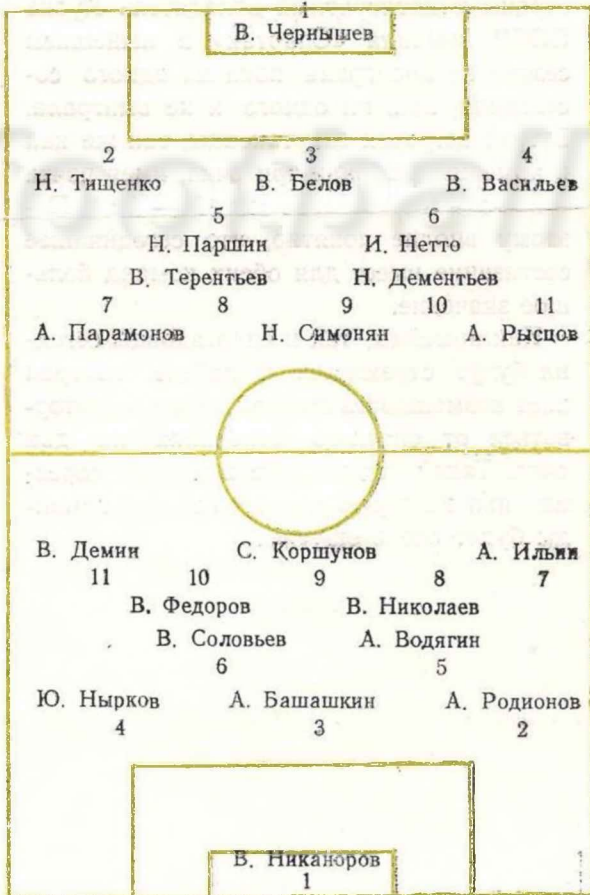 1
В. Чернышев
2 3 4
Н. Тищенко В. Белов В. Васильев
5 6
Н. Паршин И. Нетто
В. Терентьев Н. Дементьев
7 8 9 10 11
А. Парамонов Н. Симонян А. Рысцов
В. Демин С. Коршунов А. Ильин
11 10 9 8 7
В. Федоров В. Николаев
В. Соловьев А. Водягин
6 5
Ю. Нырков А. Башашкин А. Родионов
4 3 2
В. Никаноров
1